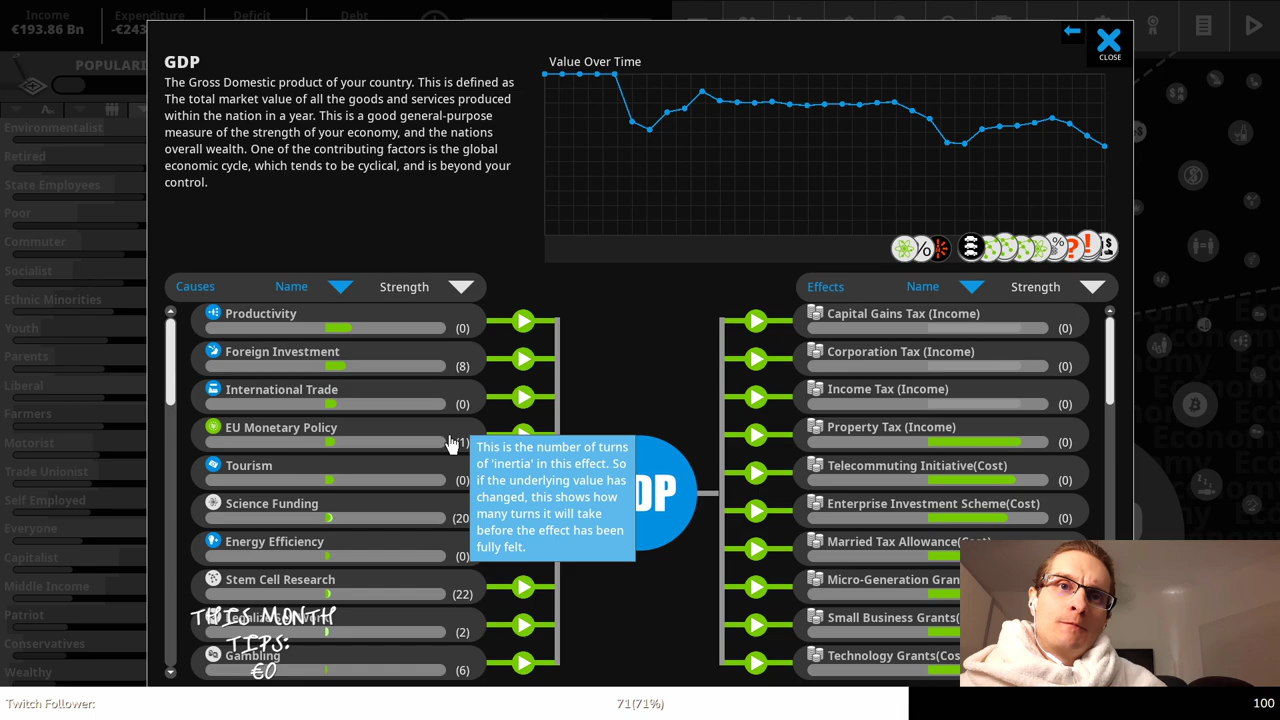 Income
Expenditure
Deficit
Debt
€193.86 Bn
-€243
POPULARI
CLOSE
GDP
The Gross Domestic product of your country. This is defined as
The total market value of all the goods and services produced
within the nation in a year. This is a good general-purpose
measure of the strength of your economy, and the nations
overall wealth. One of the contributing factors is the global
economic cycle, which tends to be cyclical, and is beyond your
control.
Value Over Time
Environmentalist
Retired
State Employees
Poor
Commuter
Socialist
Ethnic Minorities
Youth
Parents
Liberal
Farmers
Motorist
Trade Unionist
Self Employed
Everyone
Capitalist
Middle Income
Patriot
Conservatives
Wealthy
Causes Name Strength
Productivity
(0)
Foreign Investment
(8)
International Trade
(0)
EU Monetary Policy
(1)
Tourism
(0)
Science Funding
(20
Energy Efficiency
(0)
Stem Cell Research
(22)
(2)
Gambling
(6)
This is the number of turns
of 'inertia' in this effect. So
if the underlying value has
changed, this shows how
many turns it will take
before the effect has been
fully felt.
DP
Effects Name Strength
Capital Gains Tax (Income)
(0)
Corporation Tax (Income)
(0)
Income Tax (Income)
(0)
Property Tax (Income)
(0)
Telecommuting Initiative(Cost)
(0)
Enterprise Investment Scheme(Cost)
(0)
Married Tax Allowance(Cost)
Micro-Generation Gran
Small Business Grants(
Technology Grants(Cos
THIS MONTH
TIPS:
€0
Twitch Follower:
71(71%)
100